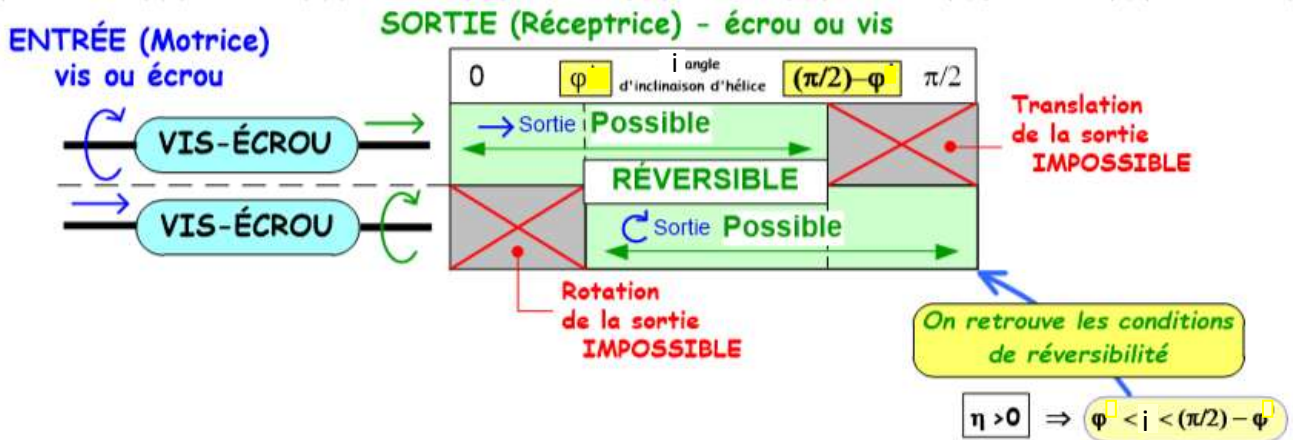 SORTIE (Réceptrice) - écrou ou vis
ENTRÉE (Motrice)
vis ou écrou
0 φ i angle d'inclinaison d'hélice (π/2)–φ π/2
VIS-ÉCROU
Sortie Possible
Translation
de la sortie
IMPOSSIBLE
RÉVERSIBLE
VIS-ÉCROU
Sortie Possible
Rotation
de la sortie
IMPOSSIBLE
On retrouve les conditions
de réversibilité
η >0 ⇒ φ < i < (π/2) – φ